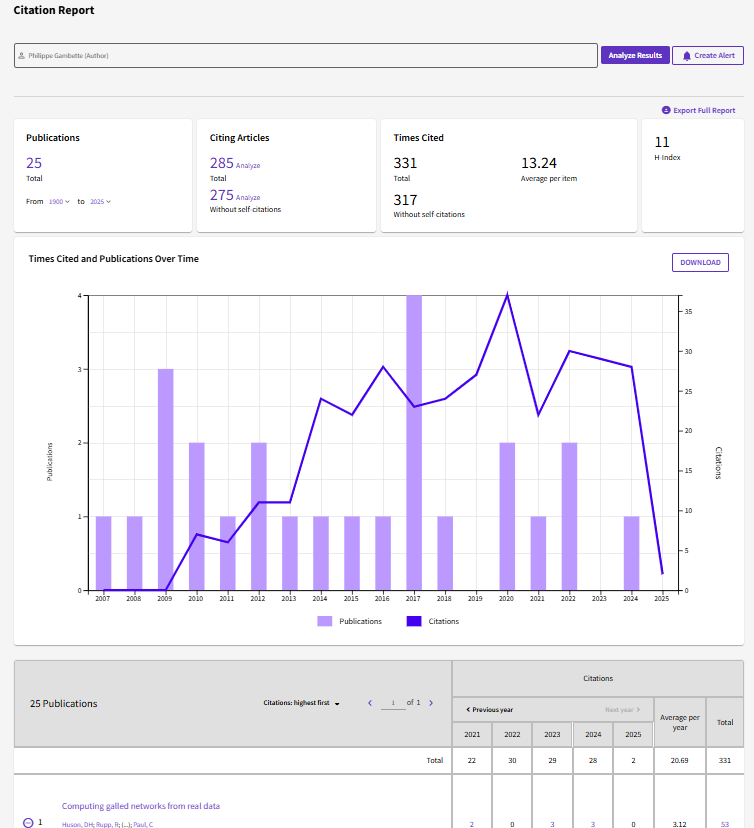 Citation Report
Philippe Gambette (Author)
Analyze Results
Create Alert
Export Full Report
Publications
25
Total
From 1900 to 2025
Citing Articles
285 Analyze
Total
275 Analyze
Without self-citations
Times Cited
331
Total
13.24
Average per item
317
Without self-citations
11
H-Index
Times Cited and Publications Over Time
DOWNLOAD
4
3
2
1
0
Publications
35
30
25
20
15
10
5
0
Citations
2007 2008 2009 2010 2011 2012 2013 2014 2015 2016 2017 2018 2019 2020 2021 2022 2023 2024 2025
Publications Citations
25 Publications
Citations: highest first
1 of 1
Citations
Previous year
Next year
Average per year
Total
2021 2022 2023 2024 2025
Total 22 30 29 28 2 20.69 331
Computing galled networks from real data
1
Huson, DH; Rupp, R; (...); Paul, C
2 0 3 3 0 3.12 53